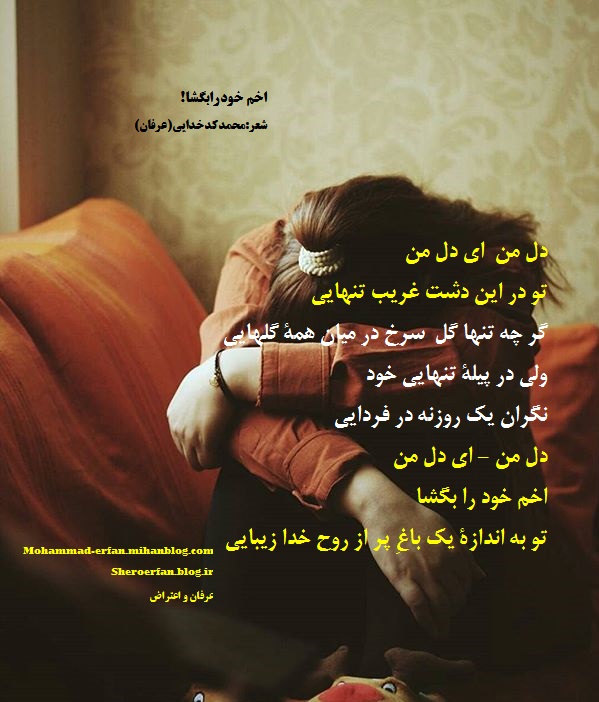 اخم خودرابگشا!
شعر:محمدکدخدایی(عرفان)
دل من ای دل من
تو در این دشت غریب تنهایی
گر چه تنها گل سرخ در میان همهٔ گلهایی
ولی در پیلهٔ تنهایی خود
نگران یک روزنه در فردایی
دل من – ای دل من
اخم خود را بگشا
تو به اندازهٔ یک باغِ پر از روح خدا زیبایی
Mohammad-erfan.mihanblog.com
Sheroerfan.blog.ir
عرفان و اعتراض